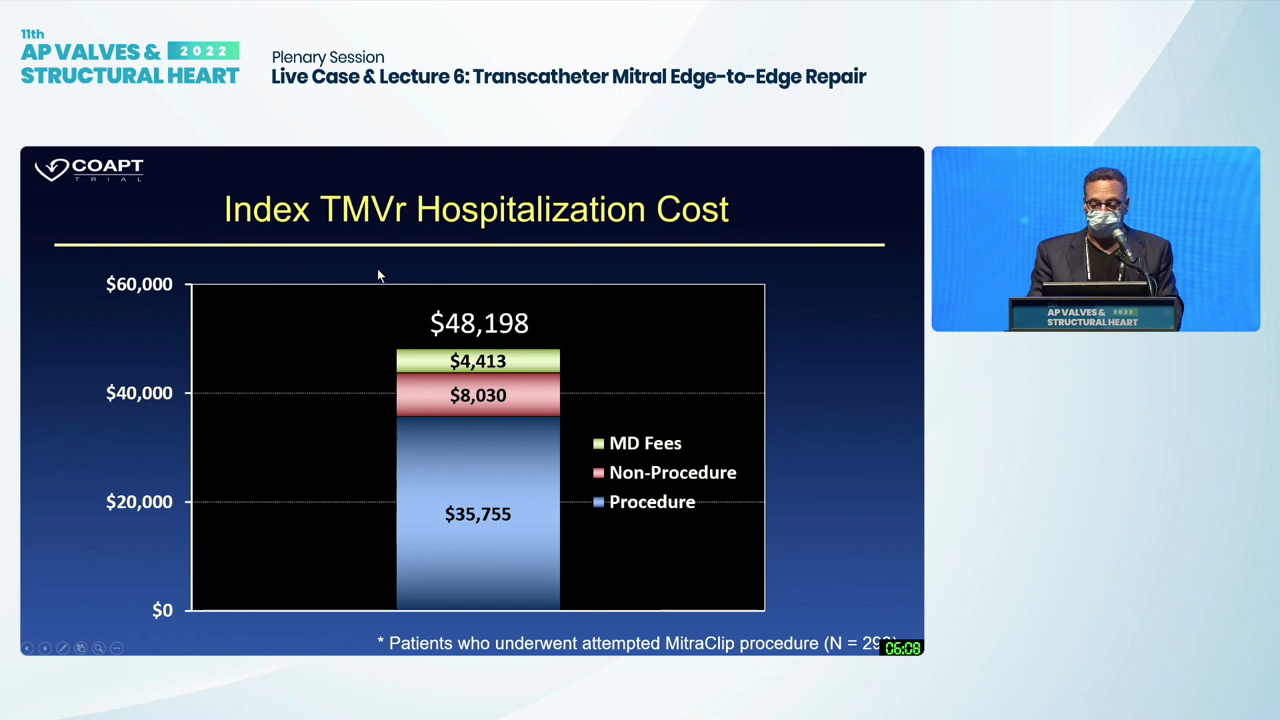 11th
AP VALVES & 2022
STRUCTURAL HEART
Plenary Session
Live Case & Lecture 6: Transcatheter Mitral Edge-to-Edge Repair
COAPT
TRIAL
Index TMVr Hospitalization Cost
$60,000
$40,000
$20,000
$0
$48,198
$4,413
$8,030
$35,755
MD Fees
Non-Procedure
Procedure
* Patients who underwent attempted MitraClip procedure (N =
06:08
AP VALVES & 2022
STRUCTURAL HEART